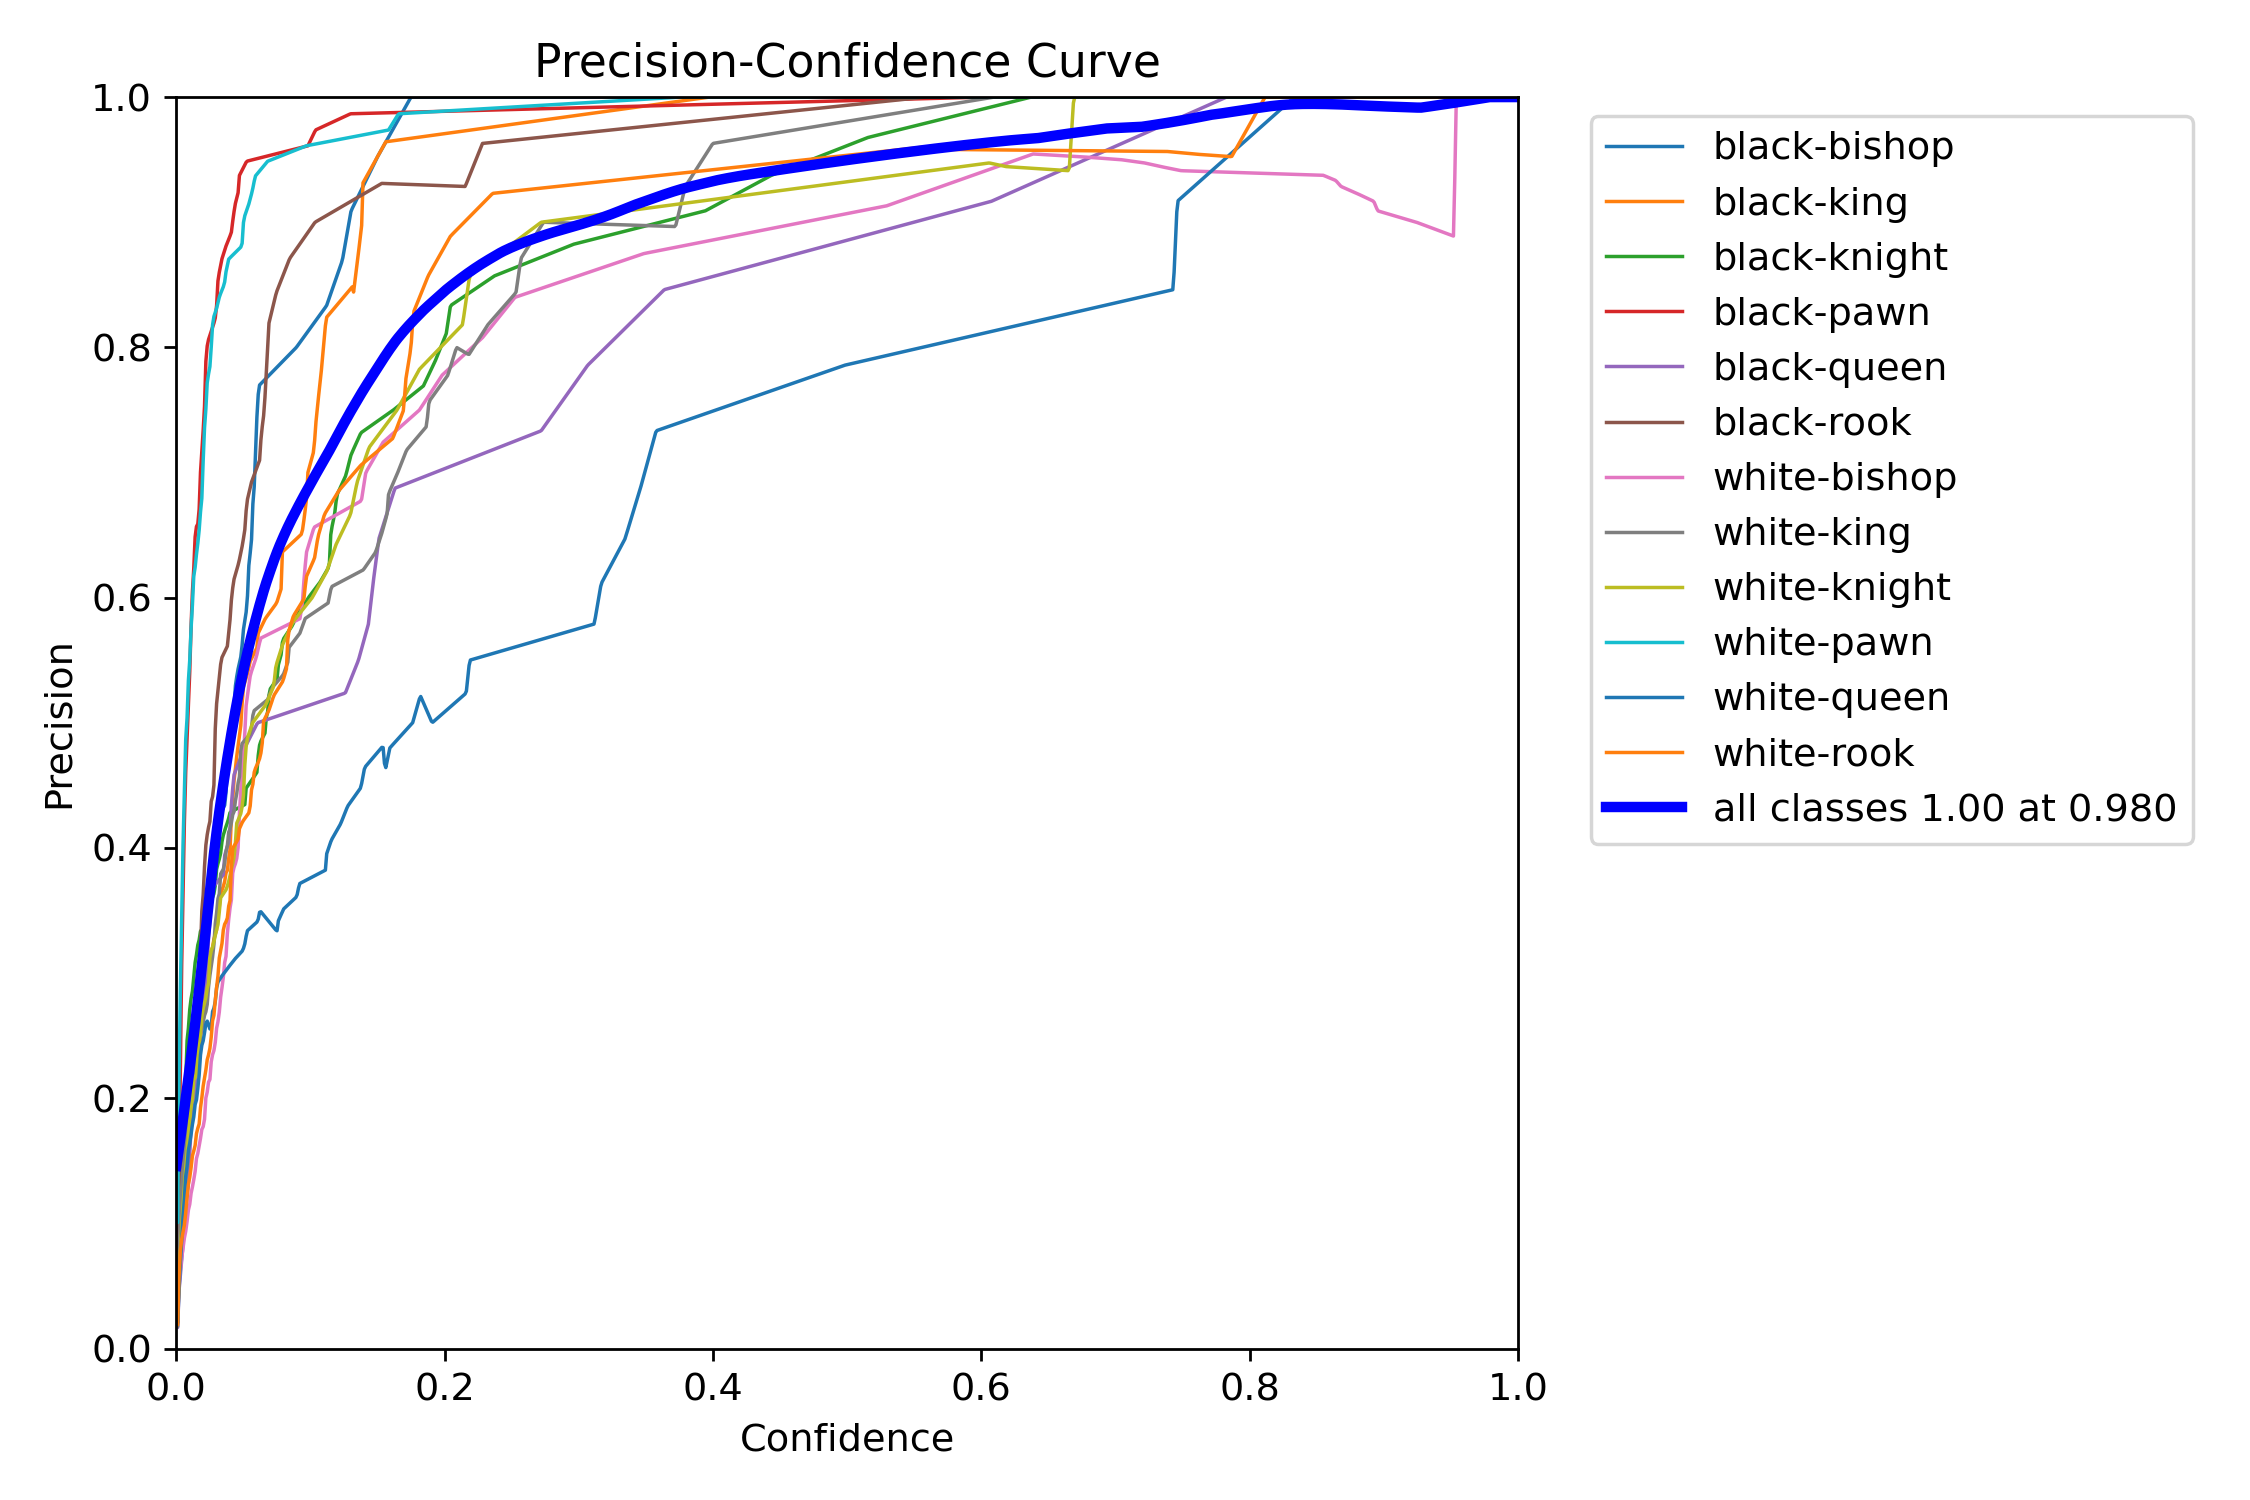 Precision-Confidence Curve
1.0
0.8
0.6
0.4
0.2
0.0
Precision
0.0 0.2 0.4 0.6 0.8 1.0
Confidence
black-bishop
black-king
black-knight
black-pawn
black-queen
black-rook
white-bishop
white-king
white-knight
white-pawn
white-queen
white-rook
all classes 1.00 at 0.980